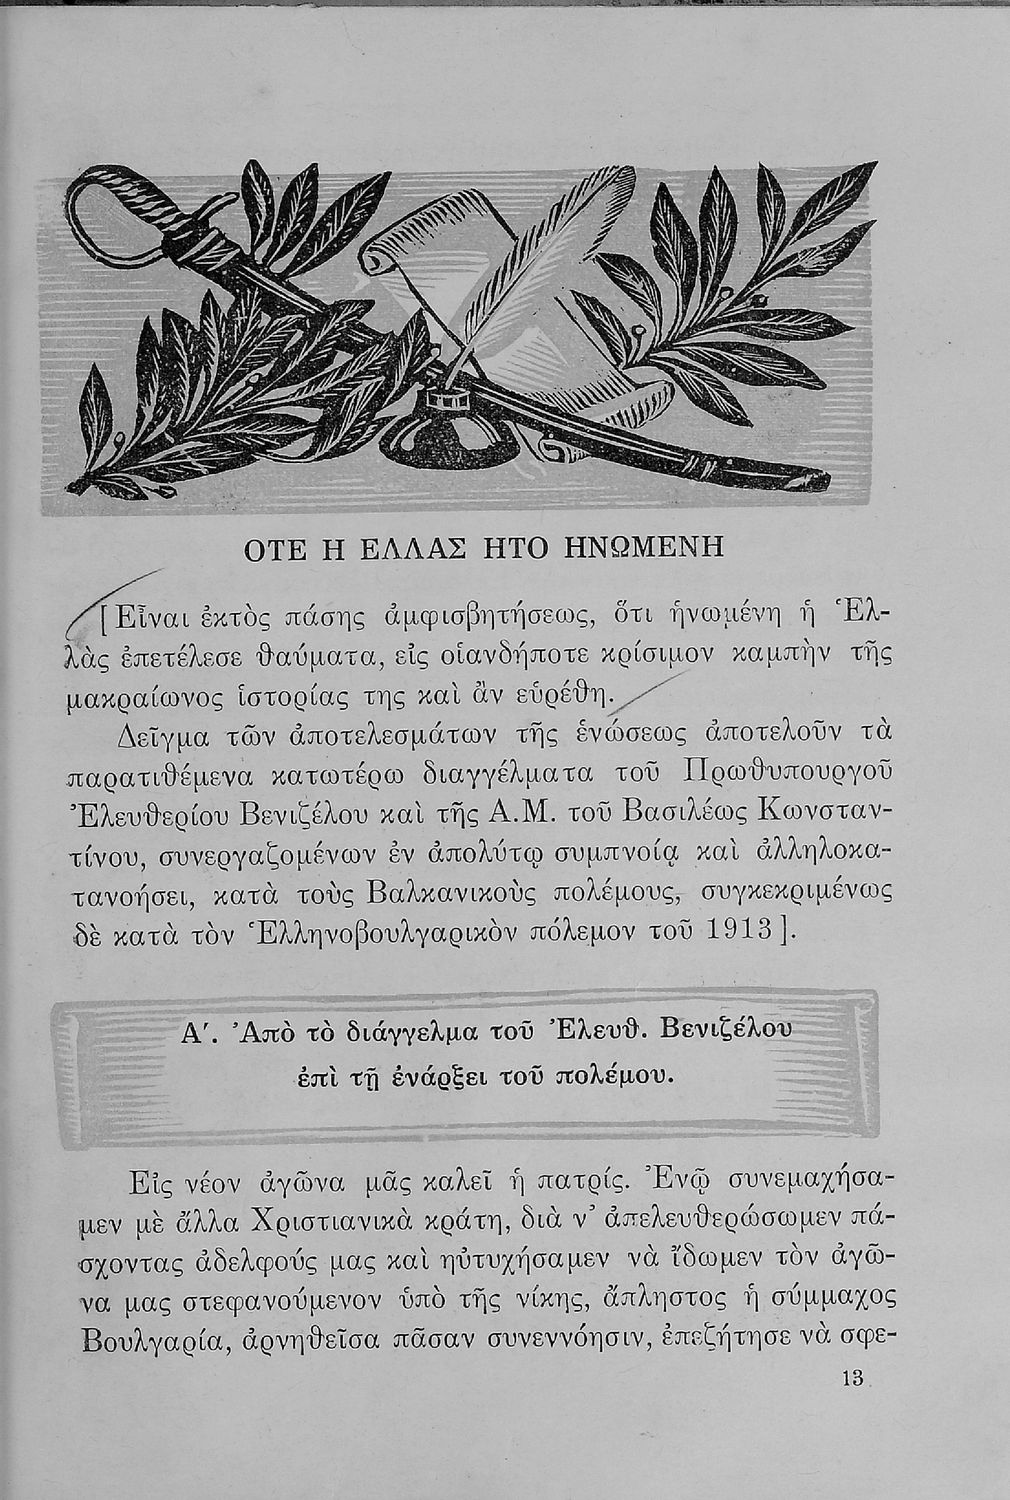 ΟΤΕ Η ΕΛΛΑΣ ΗΤΟ ΗΝΩΜΕΝΗ
[Εἶναι ἐκτὸς πάσης ἀμφισβητήσεως, ὅτι ἡνωμένη ἡ Ἑλ-
λὰς ἐπετέλεσε θαύματα, εἰς οἱανδήποτε κρίσιμον καμπὴν τῆς
μακραίωνος ἱστορίας της καὶ ἂν εὑρέθη.
Δεῖγμα τῶν ἀποτελεσμάτων τῆς ἑνώσεως ἀποτελοῦν τὰ
παρατιθέμενα κατωτέρω διαγγέλματα τοῦ Πρωθυπουργοῦ
Ἐλευθερίου Βενιζέλου καὶ τῆς Α.Μ. τοῦ Βασιλέως Κωνσταν-
τίνου, συνεργαζομένων ἐν ἀπολύτῳ συμπνοίᾳ καὶ ἀλληλοκα-
τανοήσει, κατὰ τοὺς Βαλκανικοὺς πολέμους, συγκεκριμένως
δὲ κατὰ τὸν Ἑλληνοβουλγαρικὸν πόλεμον τοῦ 1913].
Α΄. Ἀπὸ τὸ διάγγελμα τοῦ Ἐλευθ. Βενιζέλου
ἐπὶ τῇ ἐνάρξει τοῦ πολέμου.
Εἰς νέον ἀγῶνα μᾶς καλεῖ ἡ πατρίς. Ἐνῷ συνεμαχήσα-
μεν μὲ ἄλλα Χριστιανικὰ κράτη, διὰ ν᾽ ἀπελευθερώσωμεν πά-
σχοντας ἀδελφούς μας καὶ ηὐτυχήσαμεν νὰ ἴδωμεν τὸν ἀγῶ-
να μας στεφανούμενον ὑπὸ τῆς νίκης, ἄπληστος ἡ σύμμαχος
Βουλγαρία, ἀρνηθεῖσα πᾶσαν συνεννόησιν, ἐπεζήτησε νὰ σφε-
13